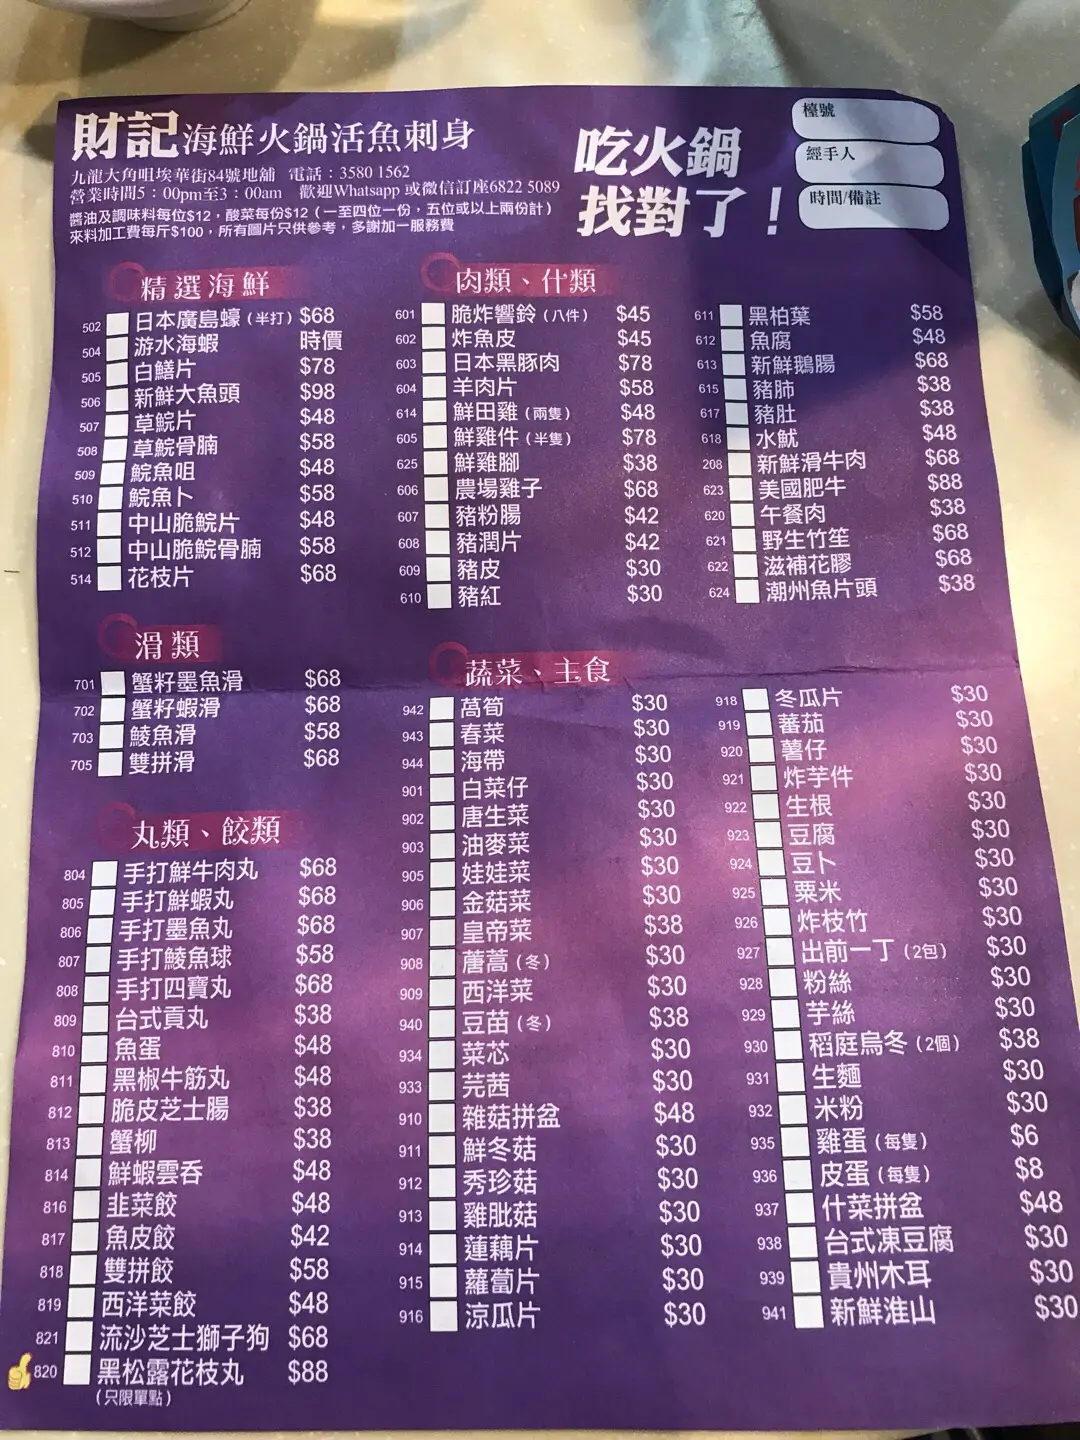 財記海鮮火鍋活魚刺身
九龍大角咀埃華街84號地舖 電話：3580 1562
營業時間5：00pm至3：00am 歡迎Whatsapp 或微信訂座6822 5089
醬油及調味料每位$12，酸菜每份$12（一至四位一份，五位或以上兩份計）
來料加工費每斤$100，所有圖片只供參考，多謝加一服務費
吃火鍋
找對了！
檯號
經手人
時間/備註
精選海鮮
502 日本廣島蠔（半打） $68
504 游水海蝦 時價
505 白鱔片 $78
506 新鮮大魚頭 $98
507 草鯇片 $48
508 草鯇骨腩 $58
509 鯇魚咀 $48
510 鯇魚卜 $58
511 中山脆鯇片 $48
512 中山脆鯇骨腩 $58
514 花枝片 $68
滑類
701 蟹籽墨魚滑 $68
702 蟹籽蝦滑 $68
703 鯪魚滑 $58
705 雙拼滑 $68
丸類、餃類
804 手打鮮牛肉丸 $68
805 手打鮮蝦丸 $68
806 手打墨魚丸 $68
807 手打鯪魚球 $58
808 手打四寶丸 $68
809 台式貢丸 $38
810 魚蛋 $48
811 黑椒牛筋丸 $48
812 脆皮芝士腸 $38
813 蟹柳 $38
814 鮮蝦雲吞 $48
816 韭菜餃 $48
817 魚皮餃 $42
818 雙拼餃 $58
819 西洋菜餃 $48
821 流沙芝士獅子狗 $68
820 黑松露花枝丸 $88
（只限單點）
肉類、什類
601 脆炸響鈴（八件） $45
602 炸魚皮 $45
603 日本黑豚肉 $78
604 羊肉片 $58
614 鮮田雞（兩隻） $48
605 鮮雞件（半隻） $78
625 鮮雞腳 $38
606 農場雞子 $68
607 豬粉腸 $42
608 豬潤片 $42
609 豬皮 $30
610 豬紅 $30
611 黑柏葉 $58
612 魚腐 $48
613 新鮮鵝腸 $68
615 豬肺 $38
617 豬肚 $38
618 水魷 $48
208 新鮮滑牛肉 $68
623 美國肥牛 $88
620 午餐肉 $38
621 野生竹笙 $68
622 滋補花膠 $68
624 潮州魚片頭 $38
蔬菜、主食
942 萵筍 $30
943 春菜 $30
944 海帶 $30
901 白菜仔 $30
902 唐生菜 $30
903 油麥菜 $30
905 娃娃菜 $30
906 金菇菜 $30
907 皇帝菜 $38
908 蓿蒿（冬） $30
909 西洋菜 $30
940 豆苗（冬） $38
934 菜芯 $30
933 芫茜 $30
910 雜菇拼盆 $48
911 鮮冬菇 $30
912 秀珍菇 $30
913 雞肶菇 $30
914 蓮藕片 $30
915 蘿蔔片 $30
916 涼瓜片 $30
918 冬瓜片 $30
919 蕃茄 $30
920 薯仔 $30
921 炸芋件 $30
922 生根 $30
923 豆腐 $30
924 豆卜 $30
925 粟米 $30
926 炸枝竹 $30
927 出前一丁（2包） $30
928 粉絲 $30
929 芋絲 $30
930 稻庭烏冬（2個） $38
931 生麵 $30
932 米粉 $30
935 雞蛋（每隻） $6
936 皮蛋（每隻） $8
937 什菜拼盆 $48
938 台式凍豆腐 $30
939 貴州木耳 $30
941 新鮮淮山 $30